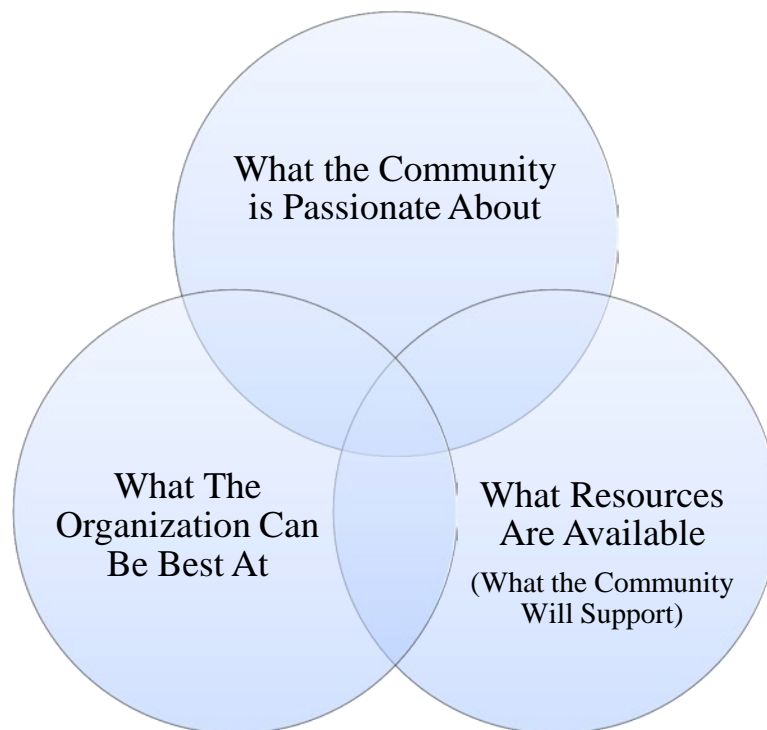 What the Community
is Passionate About
What The
Organization Can
Be Best At
What Resources
Are Available
(What the Community
Will Support)